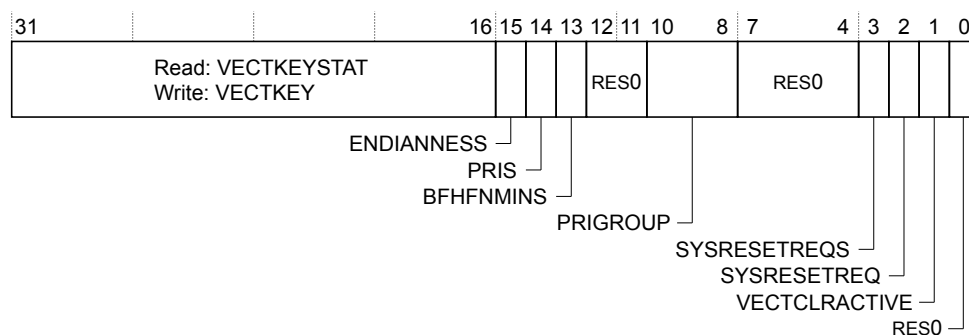 31 16 15 14 13 12 11 10 8 7 4 3 2 1 0
Read: VECTKEYSTAT
Write: VECTKEY
RES0 RES0
ENDIANNESS
PRIS
BFHFNMINS
PRIGROUP
SYSRESETREQS
SYSRESETREQ
VECTCLRACTIVE
RES0